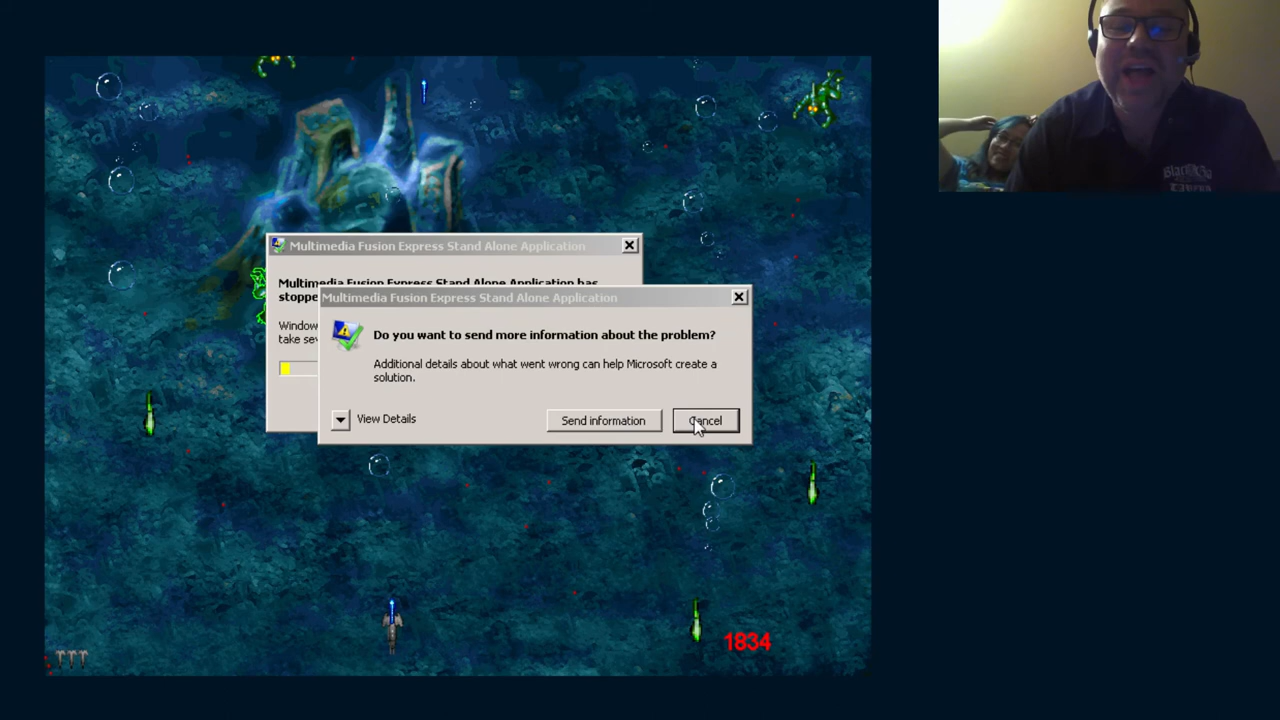 Multimedia Fusion Express Stand Alone Application
Multimedia Fusion Express Stand Alone Application has
stoppe
Windows
take sev
Multimedia Fusion Express Stand Alone Application
Do you want to send more information about the problem?
Additional details about what went wrong can help Microsoft create a
solution.
View Details
Send information
Cancel
1834